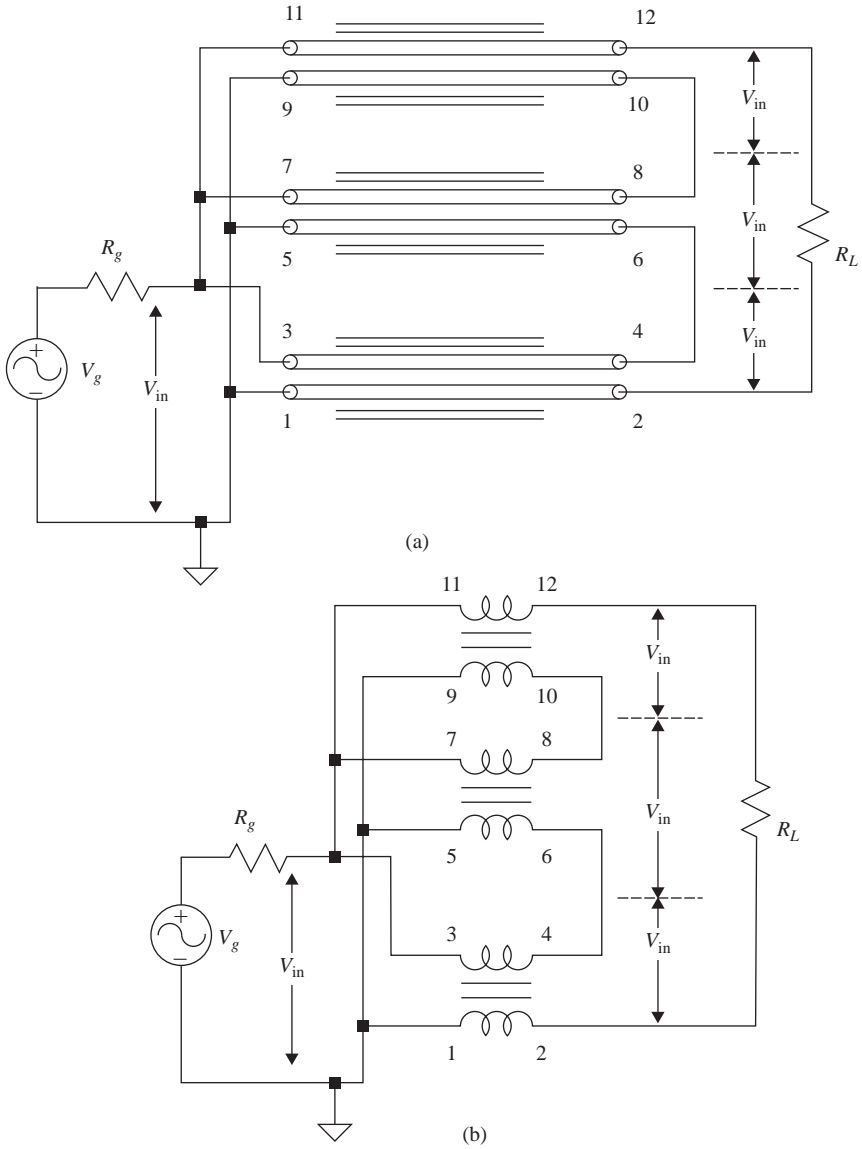 11 12
V_in
9 10
7 8
V_in
R_g
5 6
R_L
3 4
V_in
+
V_g
V_in
−
1 2
(a)
11 12
V_in
9 10
7 8
V_in
R_g
R_L
5 6
+
V_g
3 4
V_in
−
V_in
1 2
(b)